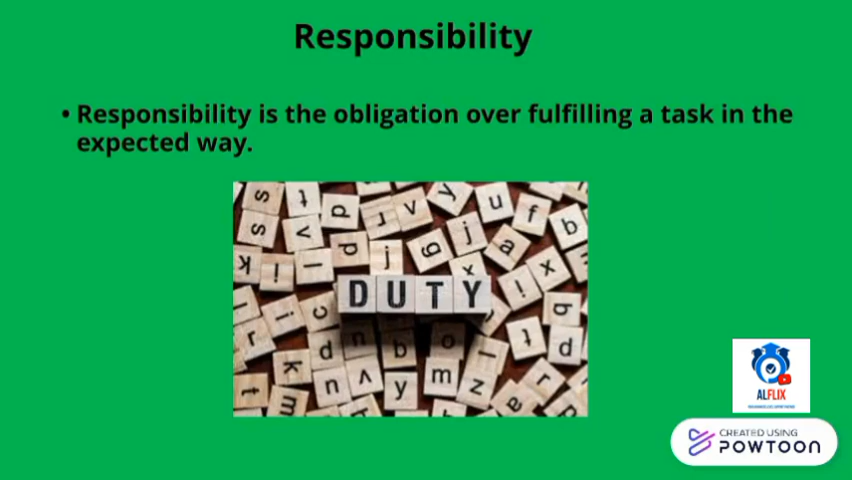 Responsibility
• Responsibility is the obligation over fulfilling a task in the
expected way.
DUTY
ALFLIX
CREATED USING
POWTOON